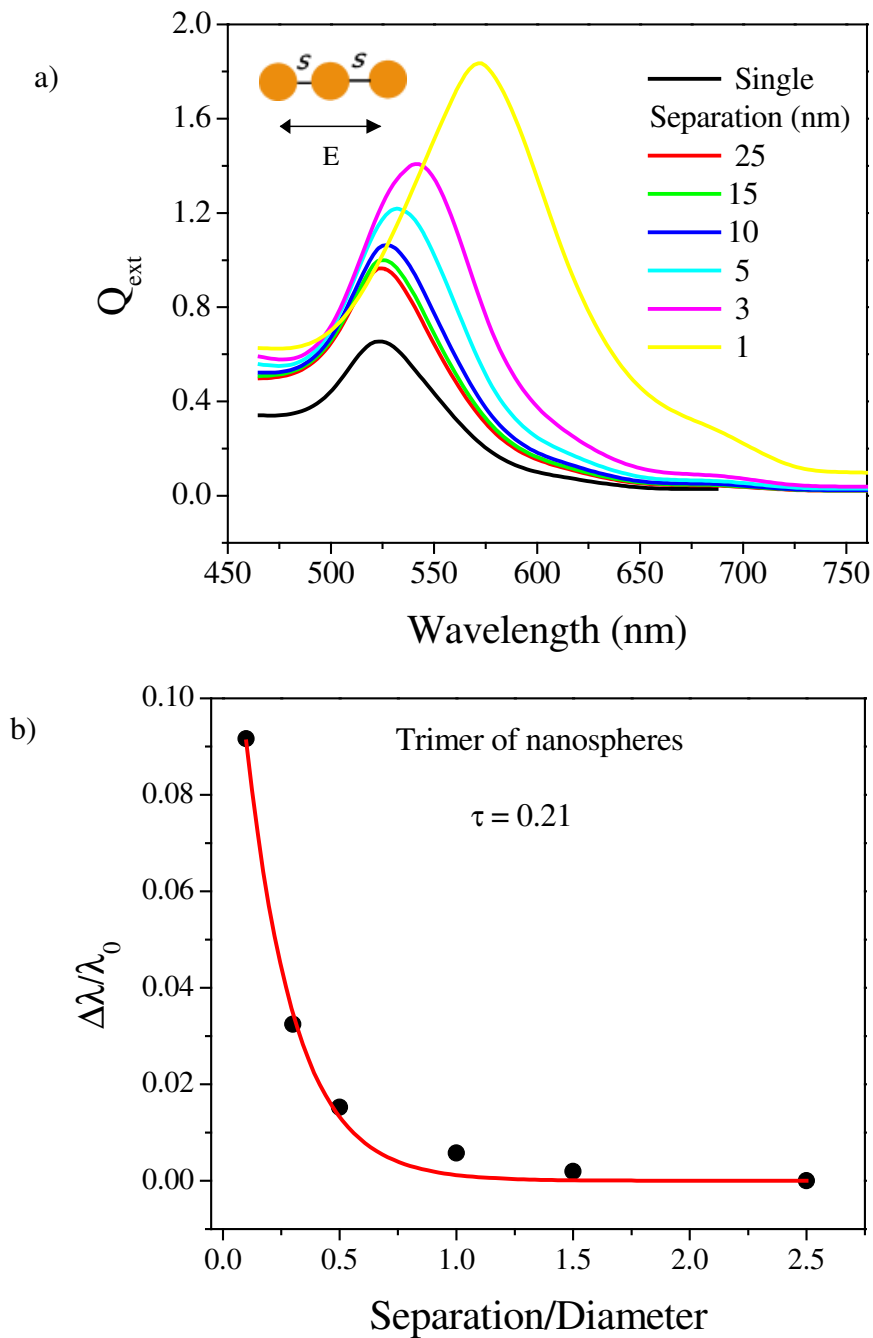 a)
2.0
1.6
1.2
0.8
0.4
0.0
Q_ext
S S
E
Single
Separation (nm)
25
15
10
5
3
1
450 500 550 600 650 700 750
Wavelength (nm)
b)
0.10
0.08
0.06
0.04
0.02
0.00
Δλ/λ_0
Trimer of nanospheres
τ = 0.21
0.0 0.5 1.0 1.5 2.0 2.5
Separation/Diameter